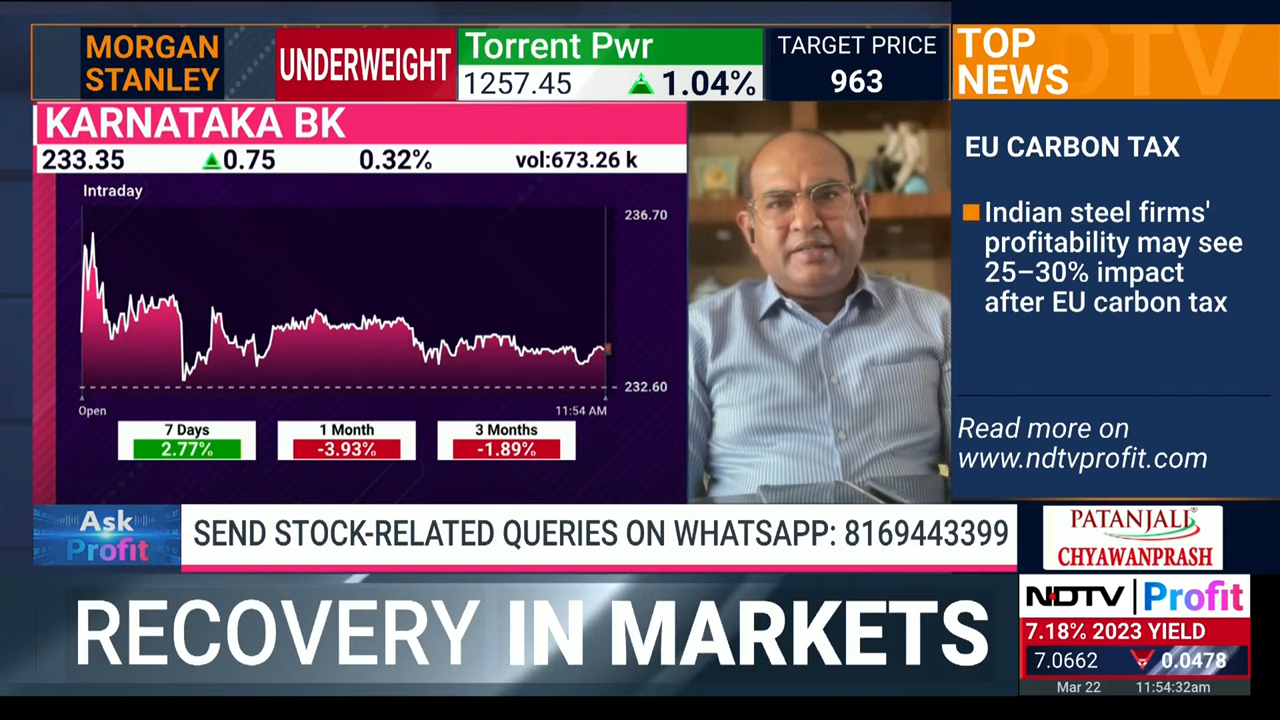 MORGAN
STANLEY
UNDERWEIGHT
Torrent Pwr
1257.45 1.04%
TARGET PRICE
963
TOP
NEWS
KARNATAKA BK
233.35 0.75 0.32% vol:673.26 k
Intraday
236.70
232.60
Open 11:54 AM
7 Days
2.77%
1 Month
-3.93%
3 Months
-1.89%
EU CARBON TAX
Indian steel firms'
profitability may see
25–30% impact
after EU carbon tax
Read more on
www.ndtvprofit.com
Ask
Profit
SEND STOCK-RELATED QUERIES ON WHATSAPP: 8169443399
PATANJALI
CHYAWANPRASH
RECOVERY IN MARKETS
NDTV Profit
7.18% 2023 YIELD
7.0662 0.0478
Mar 22 11:54:32am